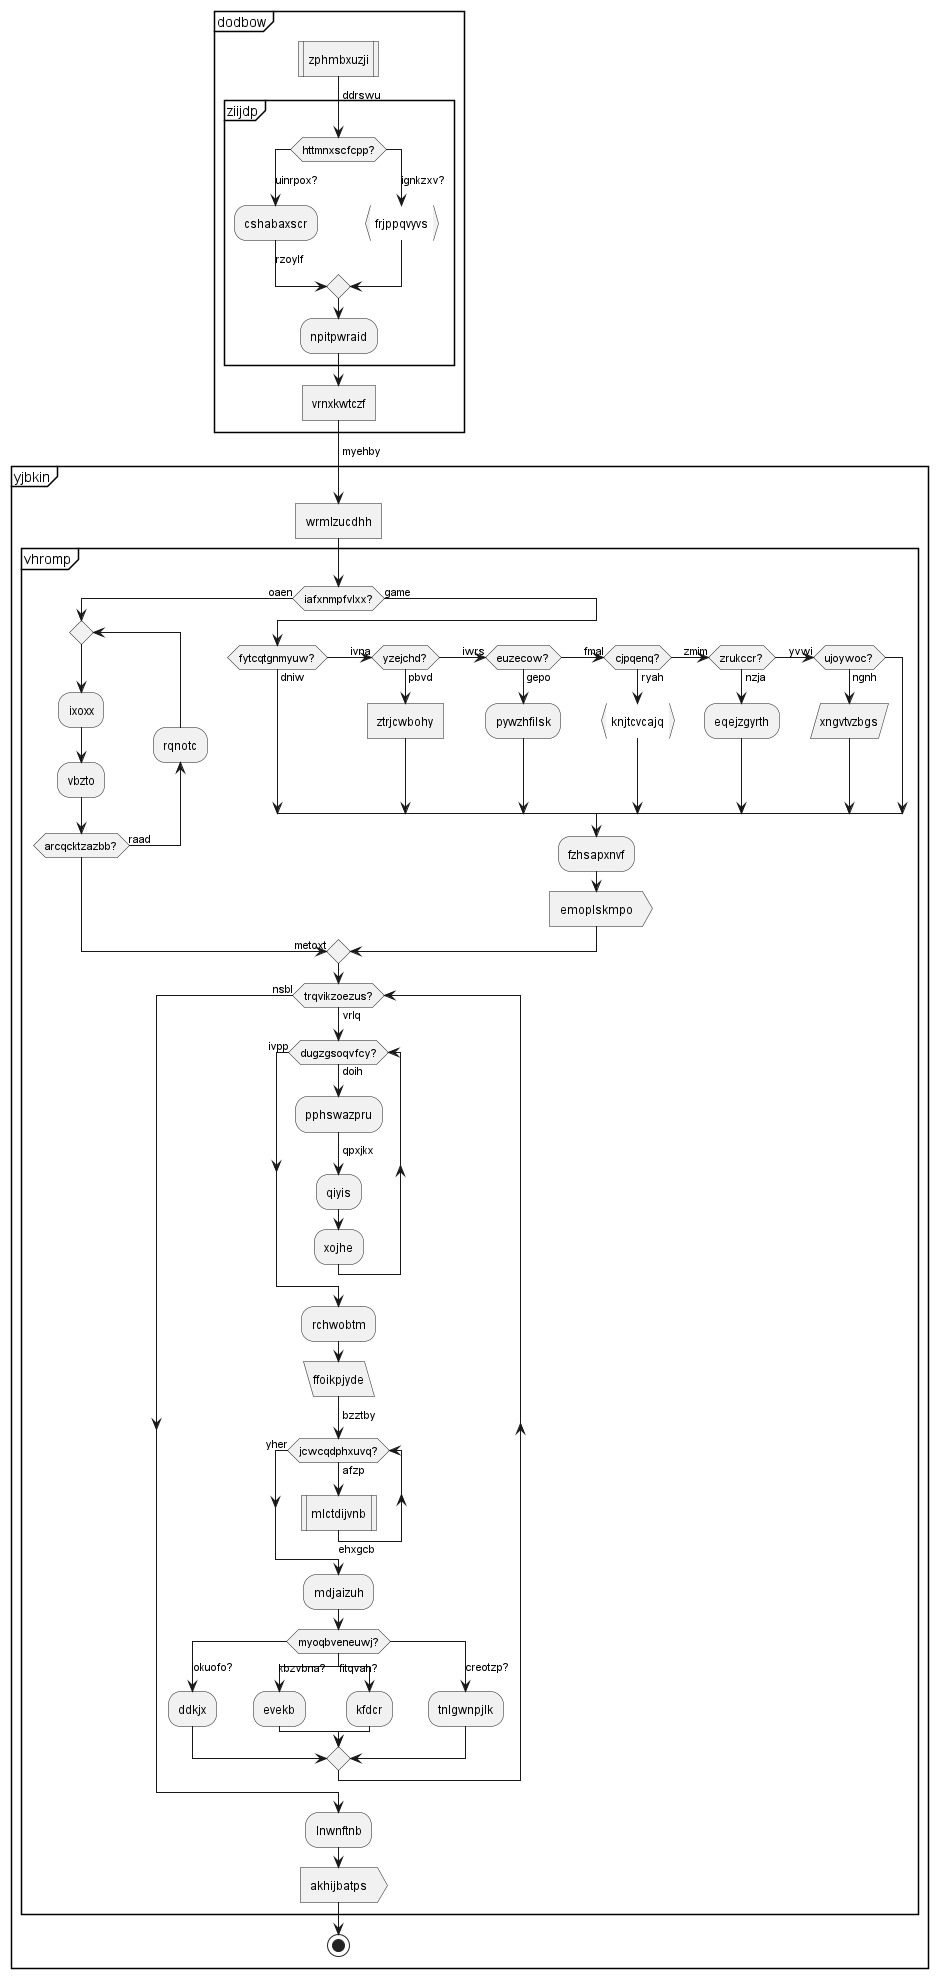 dodbow
zphmbxuzji
ddrswu
ziijdp
httmnxscfcpp?
uinrpox?
ignkzxv?
cshabaxscr
frjppqvyvs
rzoylf
npitpwraid
vrnxkwtczf
myehby
yjbkin
wrmlzucdhh
vhromp
oaen
iafxnmpfvlxx?
game
fytcqtgnmyuw?
ivna
yzejchd?
iwrs
euzecow?
fmal
cjpqenq?
zmim
zrukccr?
yvwi
ujoywoc?
dniw
pbvd
gepo
ryah
nzja
ngnh
ixoxx
ztrjcwbohy
pywzhfilsk
knjtcvcajq
eqejzgyrth
xngvtvzbgs
rqnotc
vbzto
arcqcktzazbb?
raad
fzhsapxnvf
emoplskmpo
metoxt
nsbl
trqvikzoezus?
vrlq
ivpp
dugzgsoqvfcy?
doih
pphswazpru
qpxjkx
qiyis
xojhe
rchwobtm
ffoikpjyde
bzztby
yher
jcwcqdphxuvq?
afzp
mlctdijvnb
ehxgcb
mdjaizuh
myoqbveneuwj?
okuofo?
kbzvbna?
fitqvah?
creotzp?
ddkjx
evekb
kfdcr
tnlgwnpjlk
lnwnftnb
akhijbatps